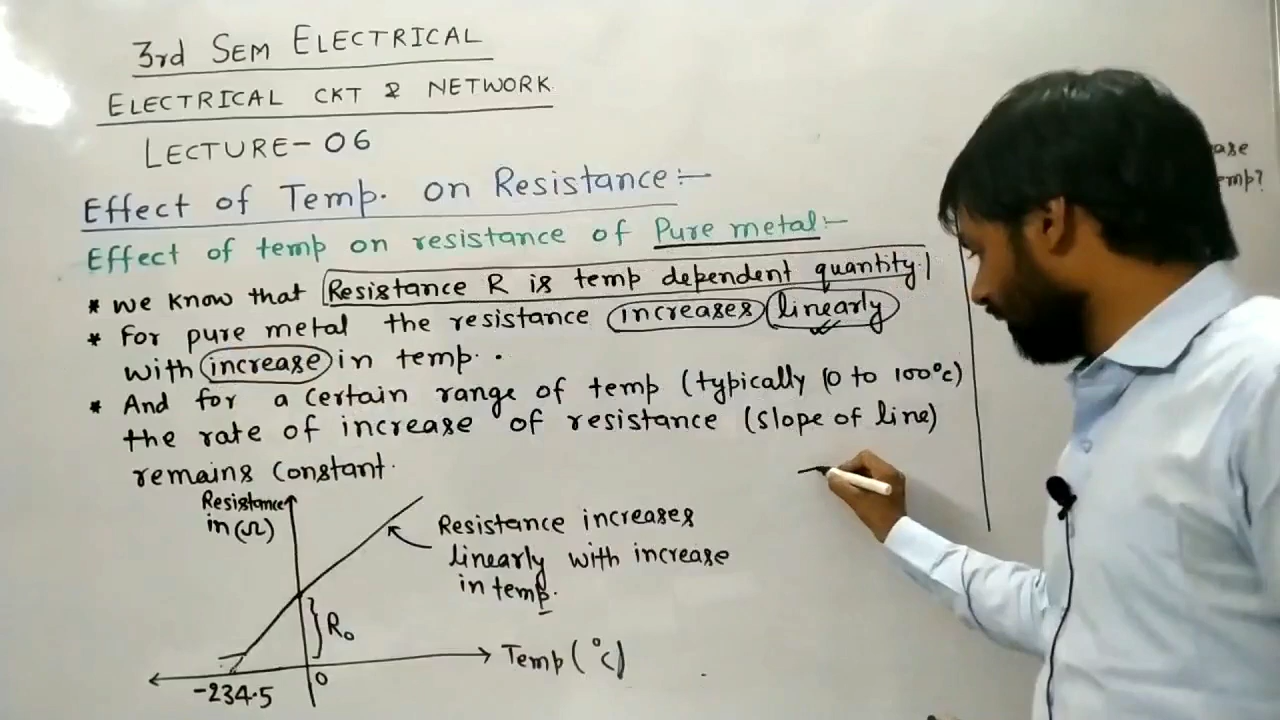 3rd SEM ELECTRICAL
ELECTRICAL CKT & NETWORK
LECTURE-06
Effect of Temp. on Resistance:-
Effect of temp on resistance of Pure metal:-
* We know that Resistance R is temp dependent quantity.
* For pure metal the resistance increases linearly
with increase in temp.
* And for a certain range of temp (typically 0 to 100°c)
the rate of increase of resistance (slope of line)
remains constant.
Resistance
in (Ω)
Resistance increases
linearly with increase
in temp.
R₀
Temp (°c)
-234.5
0
temp?